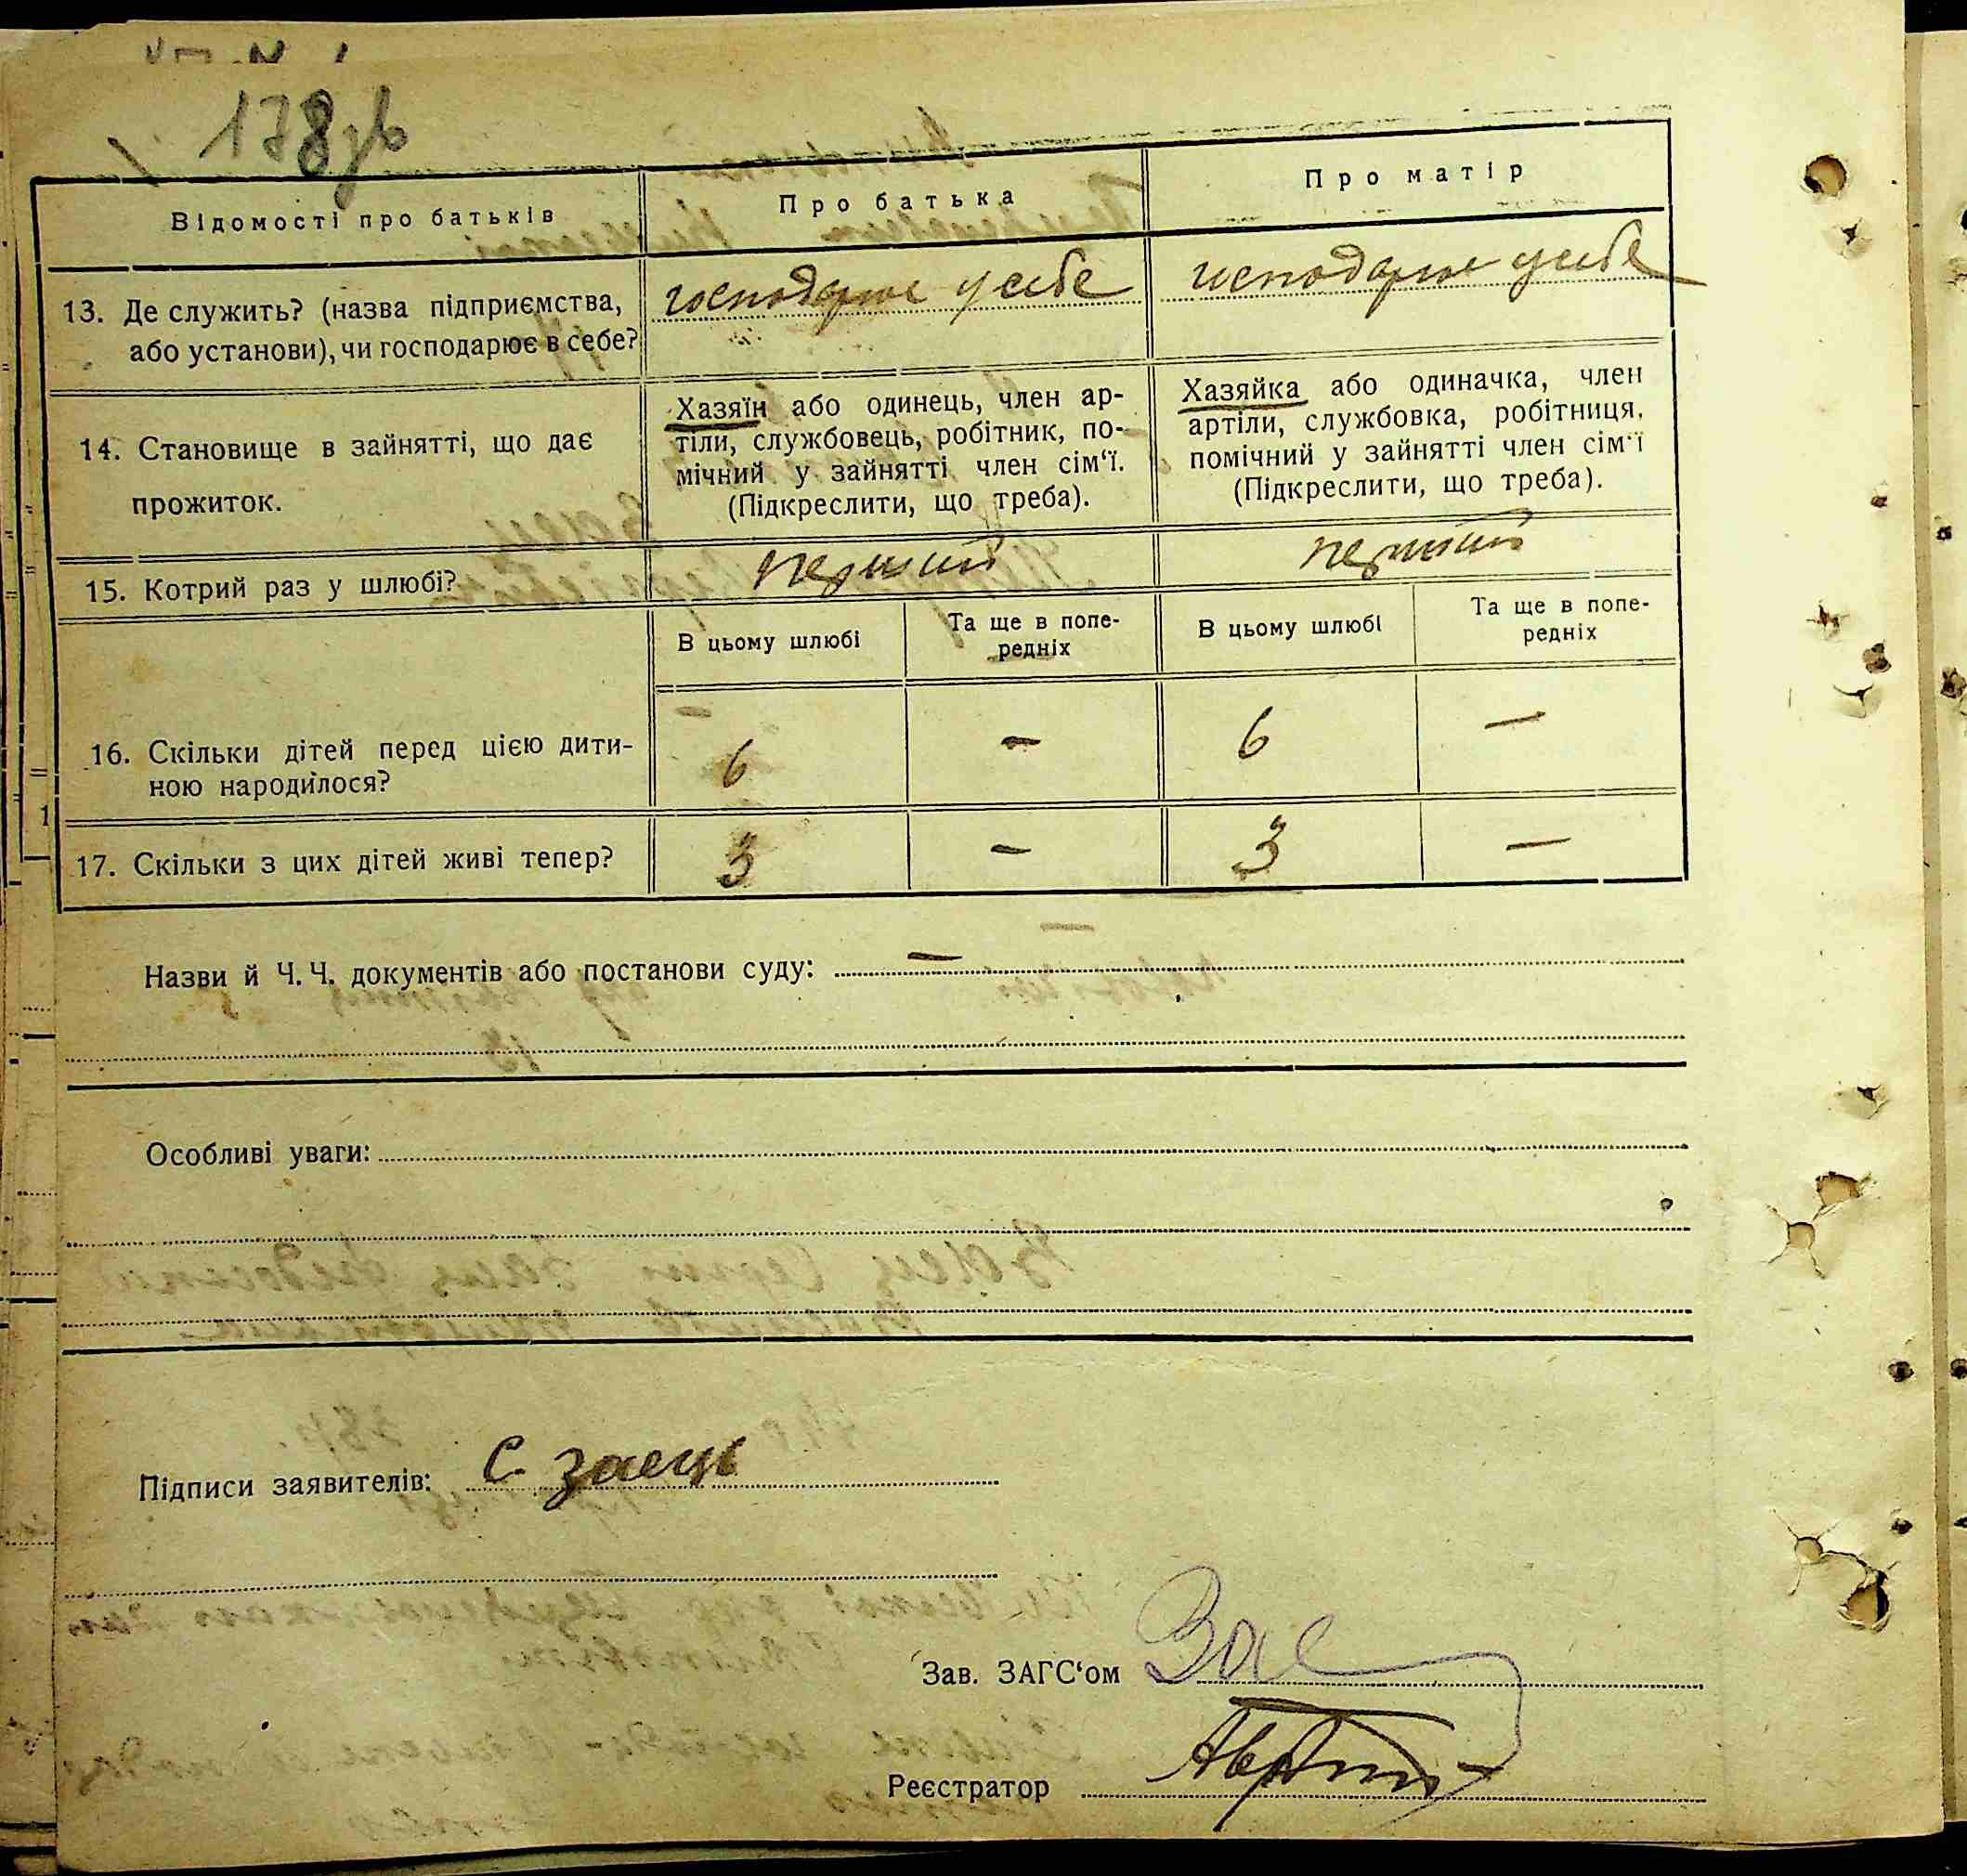 178зв
Відомості про батьків
Про батька
Про матір
13. Де служить? (назва підприємства,
або установи), чи господарює в себе?
господарює у себе
господарює у себе
14. Становище в зайнятті, що дає
прожиток.
Хазяїн або одинець, член ар-
тіли, службовець, робітник, по-
мічний у зайнятті член сім'ї.
(Підкреслити, що треба).
Хазяйка або одиначка, член
артіли, службовка, робітниця,
помічний у зайнятті член сім'ї
(Підкреслити, що треба).
15. Котрий раз у шлюбі?
перший
перший
В цьому шлюбі
Та ще в попе-
редніх
В цьому шлюбі
Та ще в попе-
редніх
16. Скільки дітей перед цією дити-
ною народилося?
6 – 6 –
17. Скільки з цих дітей живі тепер?
3 – 3 –
Назви й Ч. Ч. документів або постанови суду: –
Особливі уваги:
Підписи заявителів: С. Заець
Зав. ЗАГС'ом Зає
Реєстратор